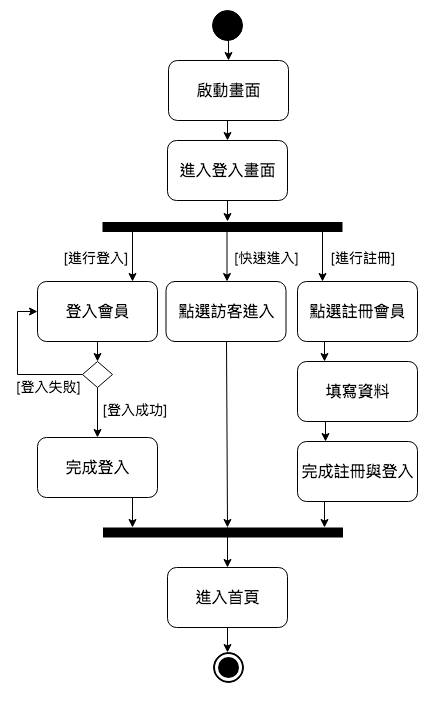 啟動畫面
進入登入畫面
[進行登入]
[快速進入]
[進行註冊]
登入會員
點選訪客進入
點選註冊會員
[登入失敗]
填寫資料
[登入成功]
完成登入
完成註冊與登入
進入首頁